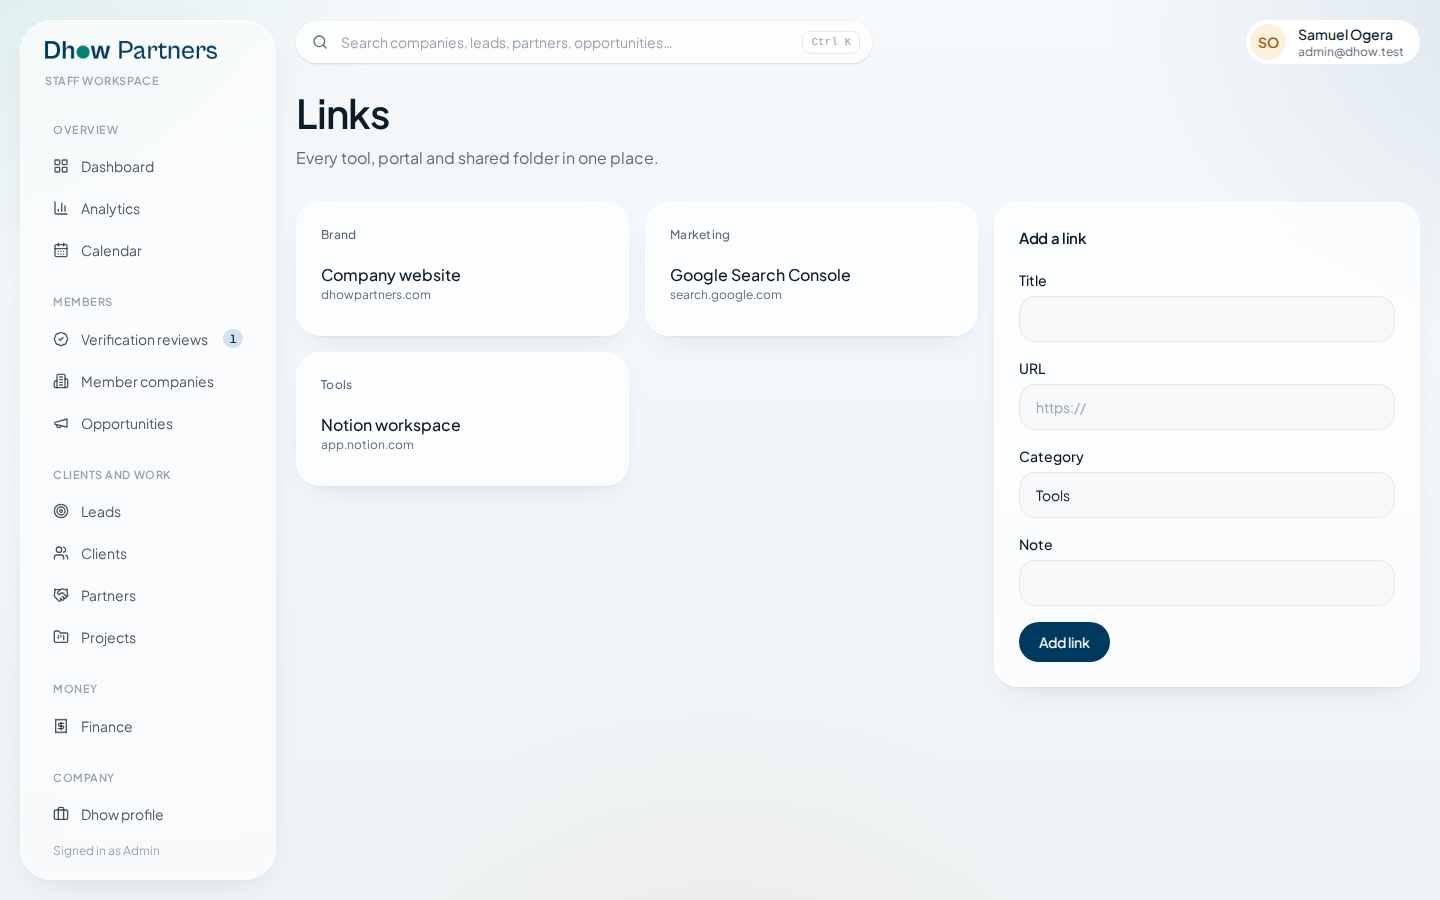 Dhow Partners
STAFF WORKSPACE
OVERVIEW
Dashboard
Analytics
Calendar
MEMBERS
Verification reviews 1
Member companies
Opportunities
CLIENTS AND WORK
Leads
Clients
Partners
Projects
MONEY
Finance
COMPANY
Dhow profile
Signed in as Admin
Search companies, leads, partners, opportunities... Ctrl K
SO
Samuel Ogera
admin@dhow.test
Links
Every tool, portal and shared folder in one place.
Brand
Company website
dhowpartners.com
Marketing
Google Search Console
search.google.com
Tools
Notion workspace
app.notion.com
Add a link
Title
URL
https://
Category
Tools
Note
Add link